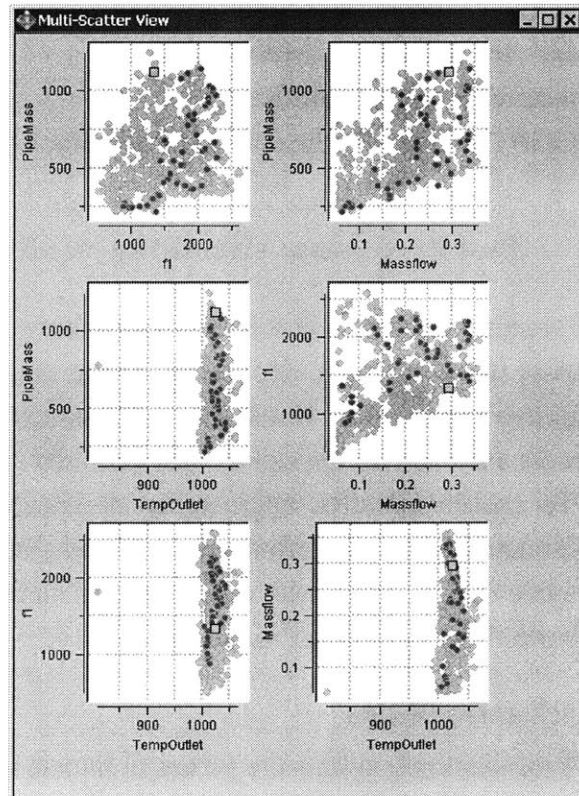 Multi-Scatter View
PipeMass
1000
500
1000 2000
f1
PipeMass
1000
500
0.1 0.2 0.3
Massflow
PipeMass
1000
500
900 1000
TempOutlet
f1
2000
1000
0.1 0.2 0.3
Massflow
f1
2000
1000
900 1000
TempOutlet
Massflow
0.3
0.2
0.1
900 1000
TempOutlet